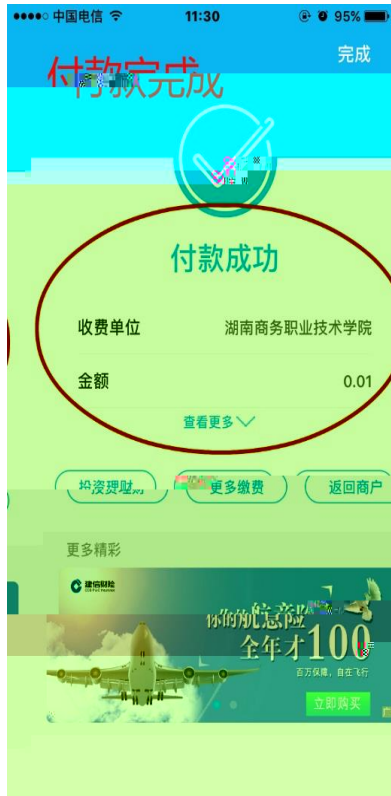 中国电信 11:30 95%
完成
付款完成
付款成功
收费单位 湖南商务职业技术学院
金额 0.01
查看更多
投资理财 更多缴费 返回商户
更多精彩
建信财险
你的航意险
全年才100
百万保障，自在飞行
立即购买